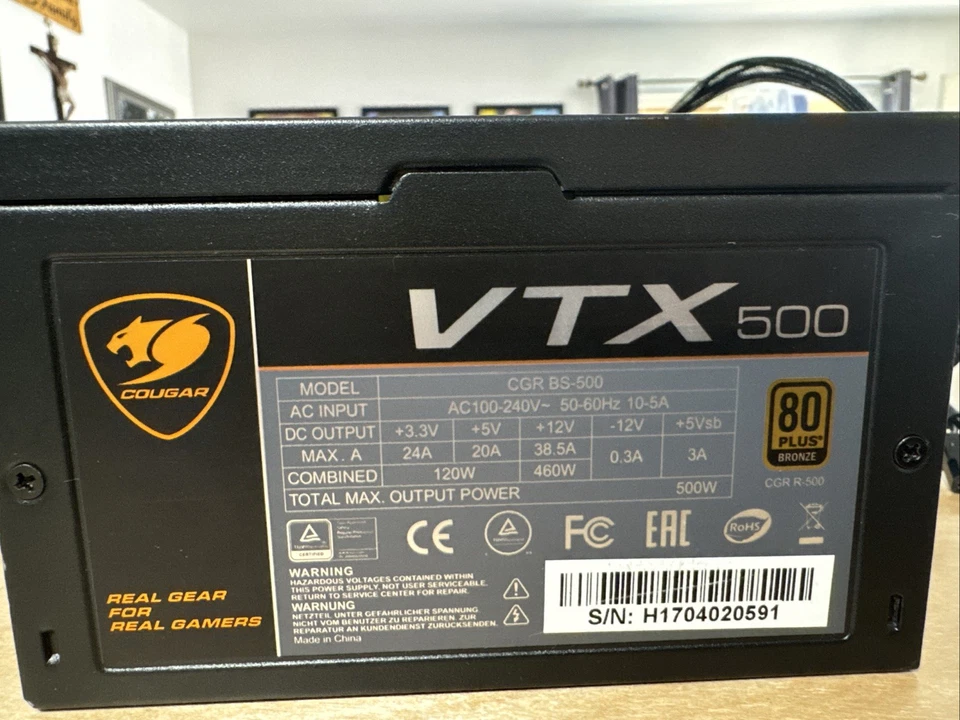 VTX 500
COUGAR
MODEL CGR BS-500
AC INPUT AC100-240V~ 50-60Hz 10-5A
DC OUTPUT +3.3V +5V +12V -12V +5Vsb
MAX. A 24A 20A 38.5A 0.3A 3A
COMBINED 120W 460W
TOTAL MAX. OUTPUT POWER 500W
80
PLUS®
BRONZE
CGR R-500
CE
FC
EAC
RoHS
WARNING
HAZARDOUS VOLTAGES CONTAINED WITHIN
THIS POWER SUPPLY, NOT USER SERVICEABLE.
RETURN TO SERVICE CENTER FOR REPAIR.
WARNUNG
NETZTEIL UNTER GEFÄHRLICHER SPANNUNG
NICHT VOM BENUTZER ZU REPARIEREN. ZUR
REPARATUR AN KUNDENDIENST ZURÜCKSENDEN.
Made in China
S/N: H1704020591
REAL GEAR
FOR
REAL GAMERS